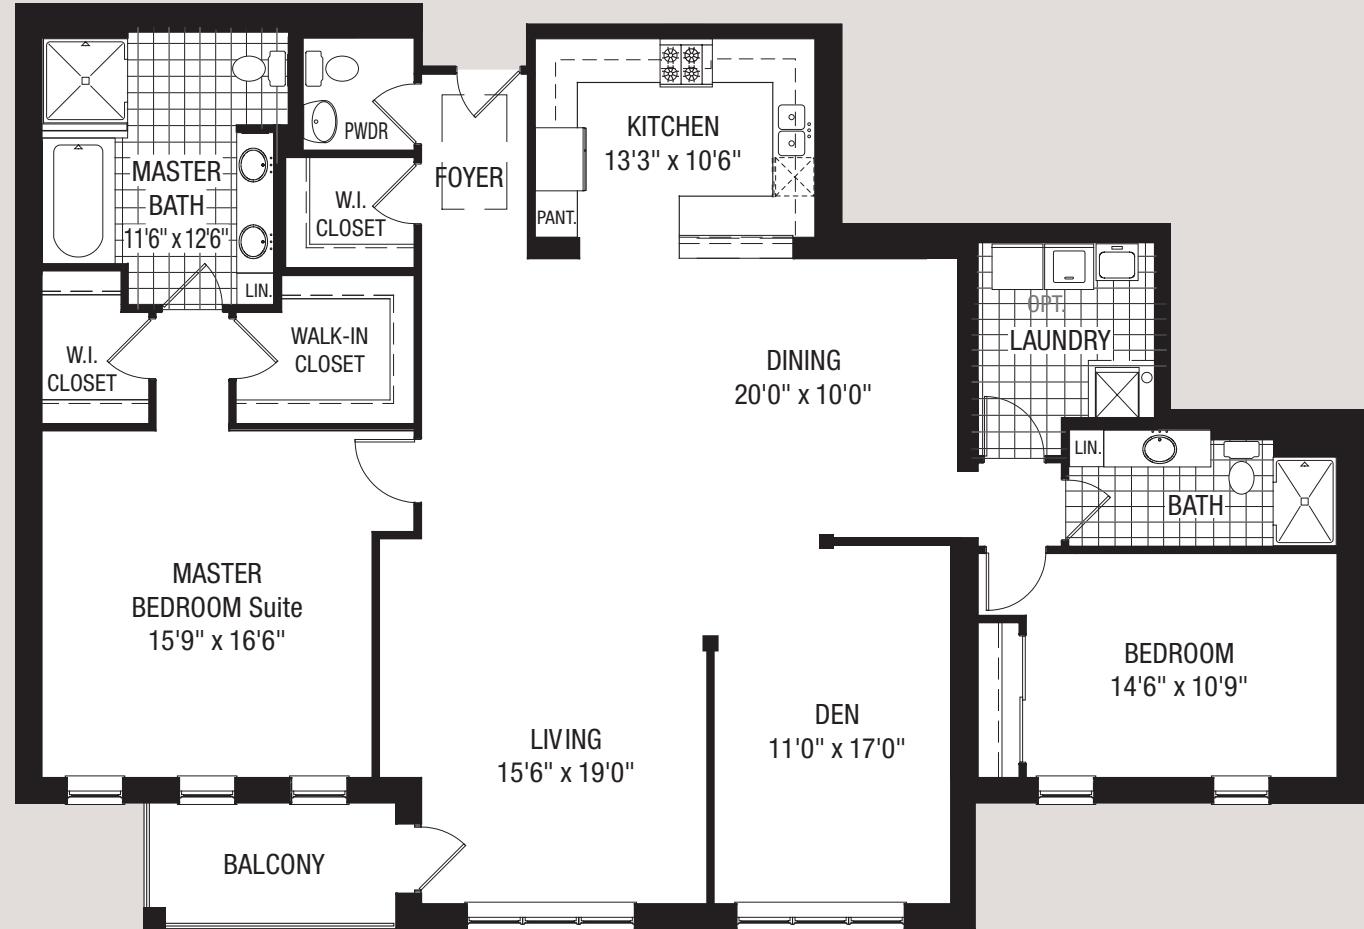 PWDR
KITCHEN
13'3" x 10'6"
MASTER
BATH
11'6" x 12'6"
FOYER
W.I.
CLOSET
PANT.
LIN.
OPT.
LAUNDRY
W.I.
CLOSET
WALK-IN
CLOSET
DINING
20'0" x 10'0"
LIN.
BATH
MASTER
BEDROOM Suite
15'9" x 16'6"
BEDROOM
14'6" x 10'9"
LIVING
15'6" x 19'0"
DEN
11'0" x 17'0"
BALCONY